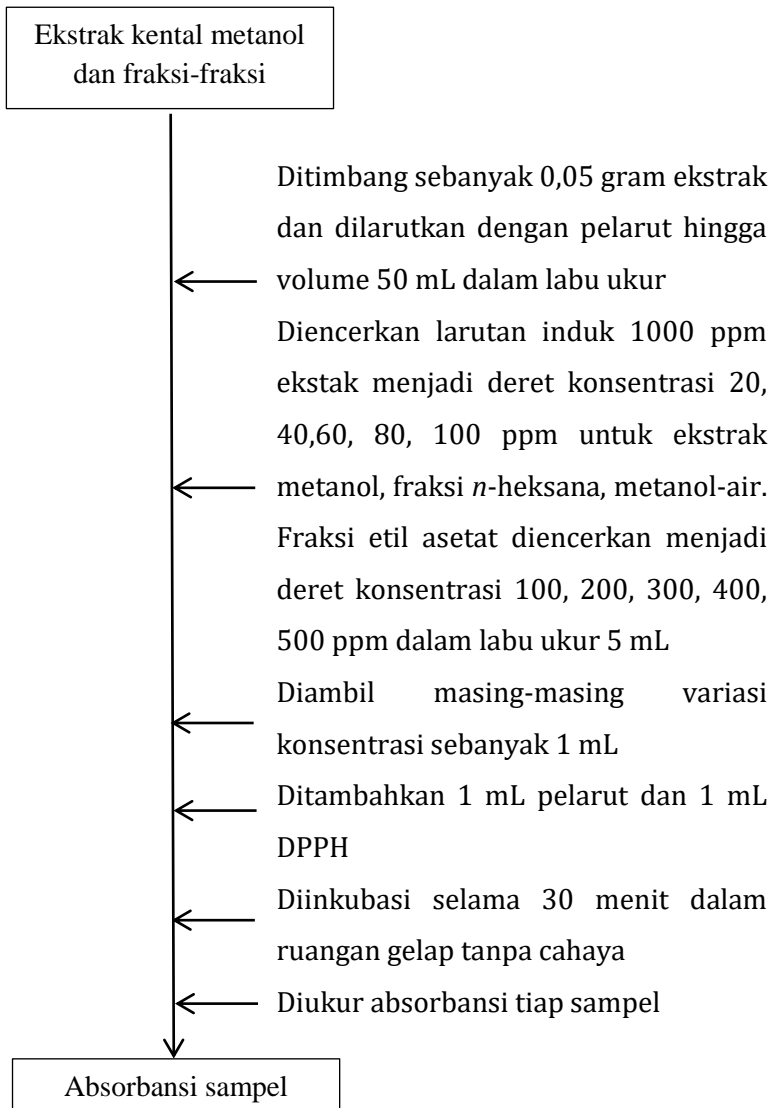 Ekstrak kental metanol
dan fraksi-fraksi
Ditimbang sebanyak 0,05 gram ekstrak
dan dilarutkan dengan pelarut hingga
volume 50 mL dalam labu ukur
Diencerkan larutan induk 1000 ppm
ekstak menjadi deret konsentrasi 20,
40,60, 80, 100 ppm untuk ekstrak
metanol, fraksi n-heksana, metanol-air.
Fraksi etil asetat diencerkan menjadi
deret konsentrasi 100, 200, 300, 400,
500 ppm dalam labu ukur 5 mL
Diambil masing-masing variasi
konsentrasi sebanyak 1 mL
Ditambahkan 1 mL pelarut dan 1 mL
DPPH
Diinkubasi selama 30 menit dalam
ruangan gelap tanpa cahaya
Diukur absorbansi tiap sampel
Absorbansi sampel